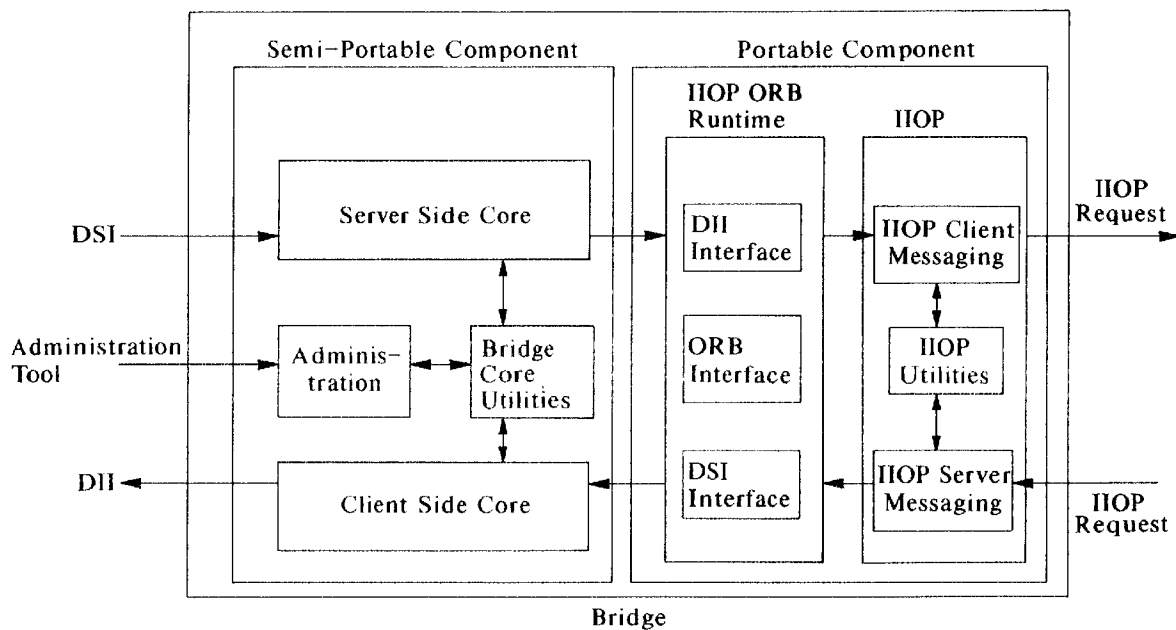 Semi-Portable Component
Portable Component
IIOP ORB
Runtime
IIOP
Server Side Core
DII
Interface
IIOP Client
Messaging
IIOP
Request
DSI
Administration
Tool
Adminis-
tration
Bridge
Core
Utilities
ORB
Interface
IIOP
Utilities
DII
Client Side Core
DSI
Interface
IIOP Server
Messaging
IIOP
Request
Bridge